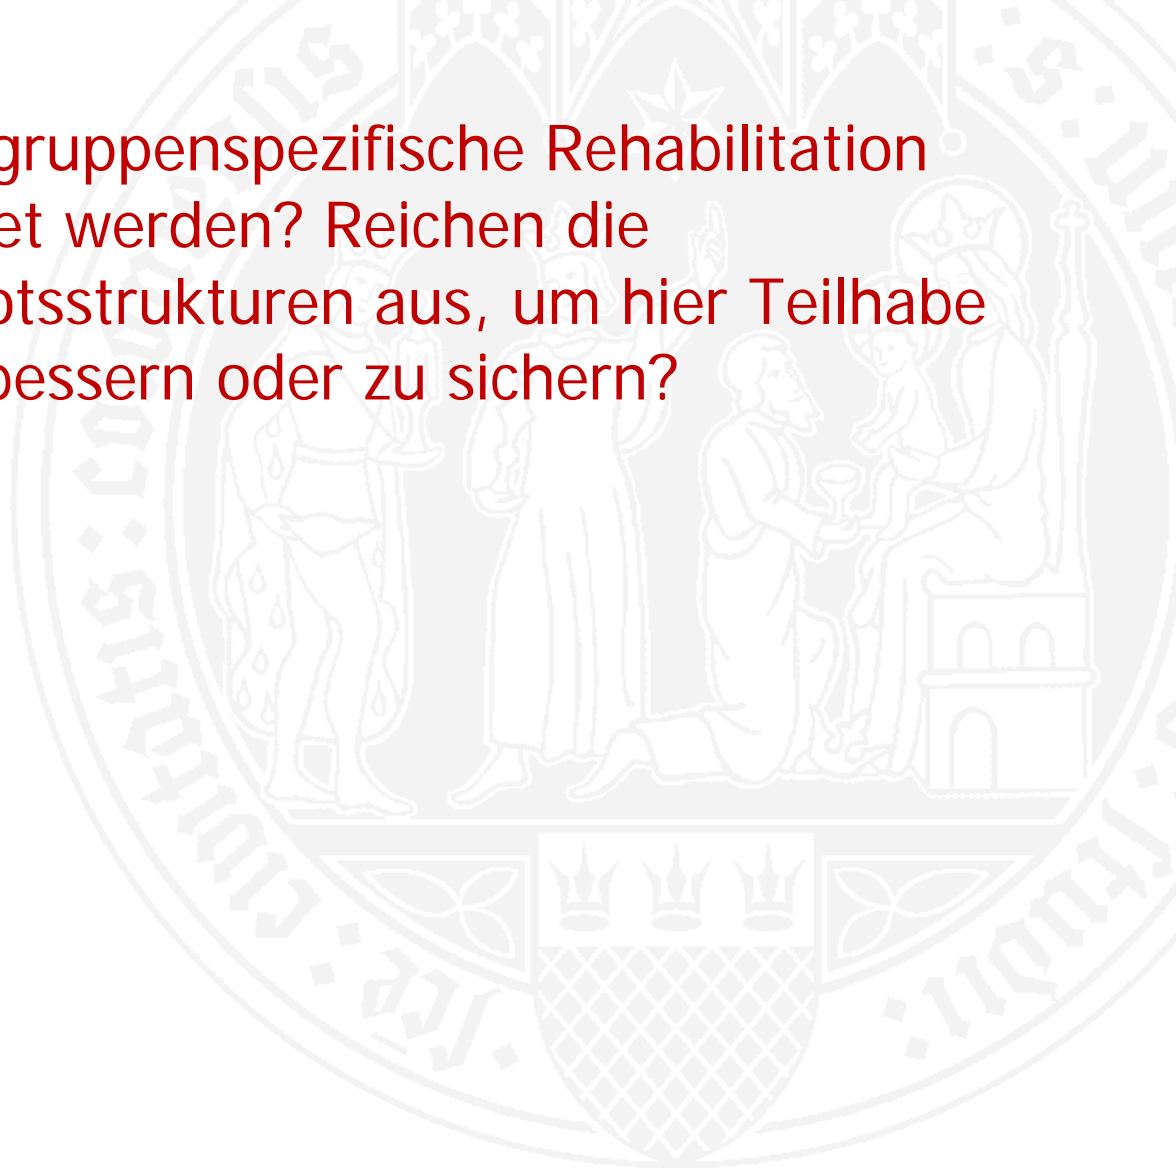 gruppenspezifische Rehabilitation
et werden? Reichen die
otsstrukturen aus, um hier Teilhabe
bessern oder zu sichern?